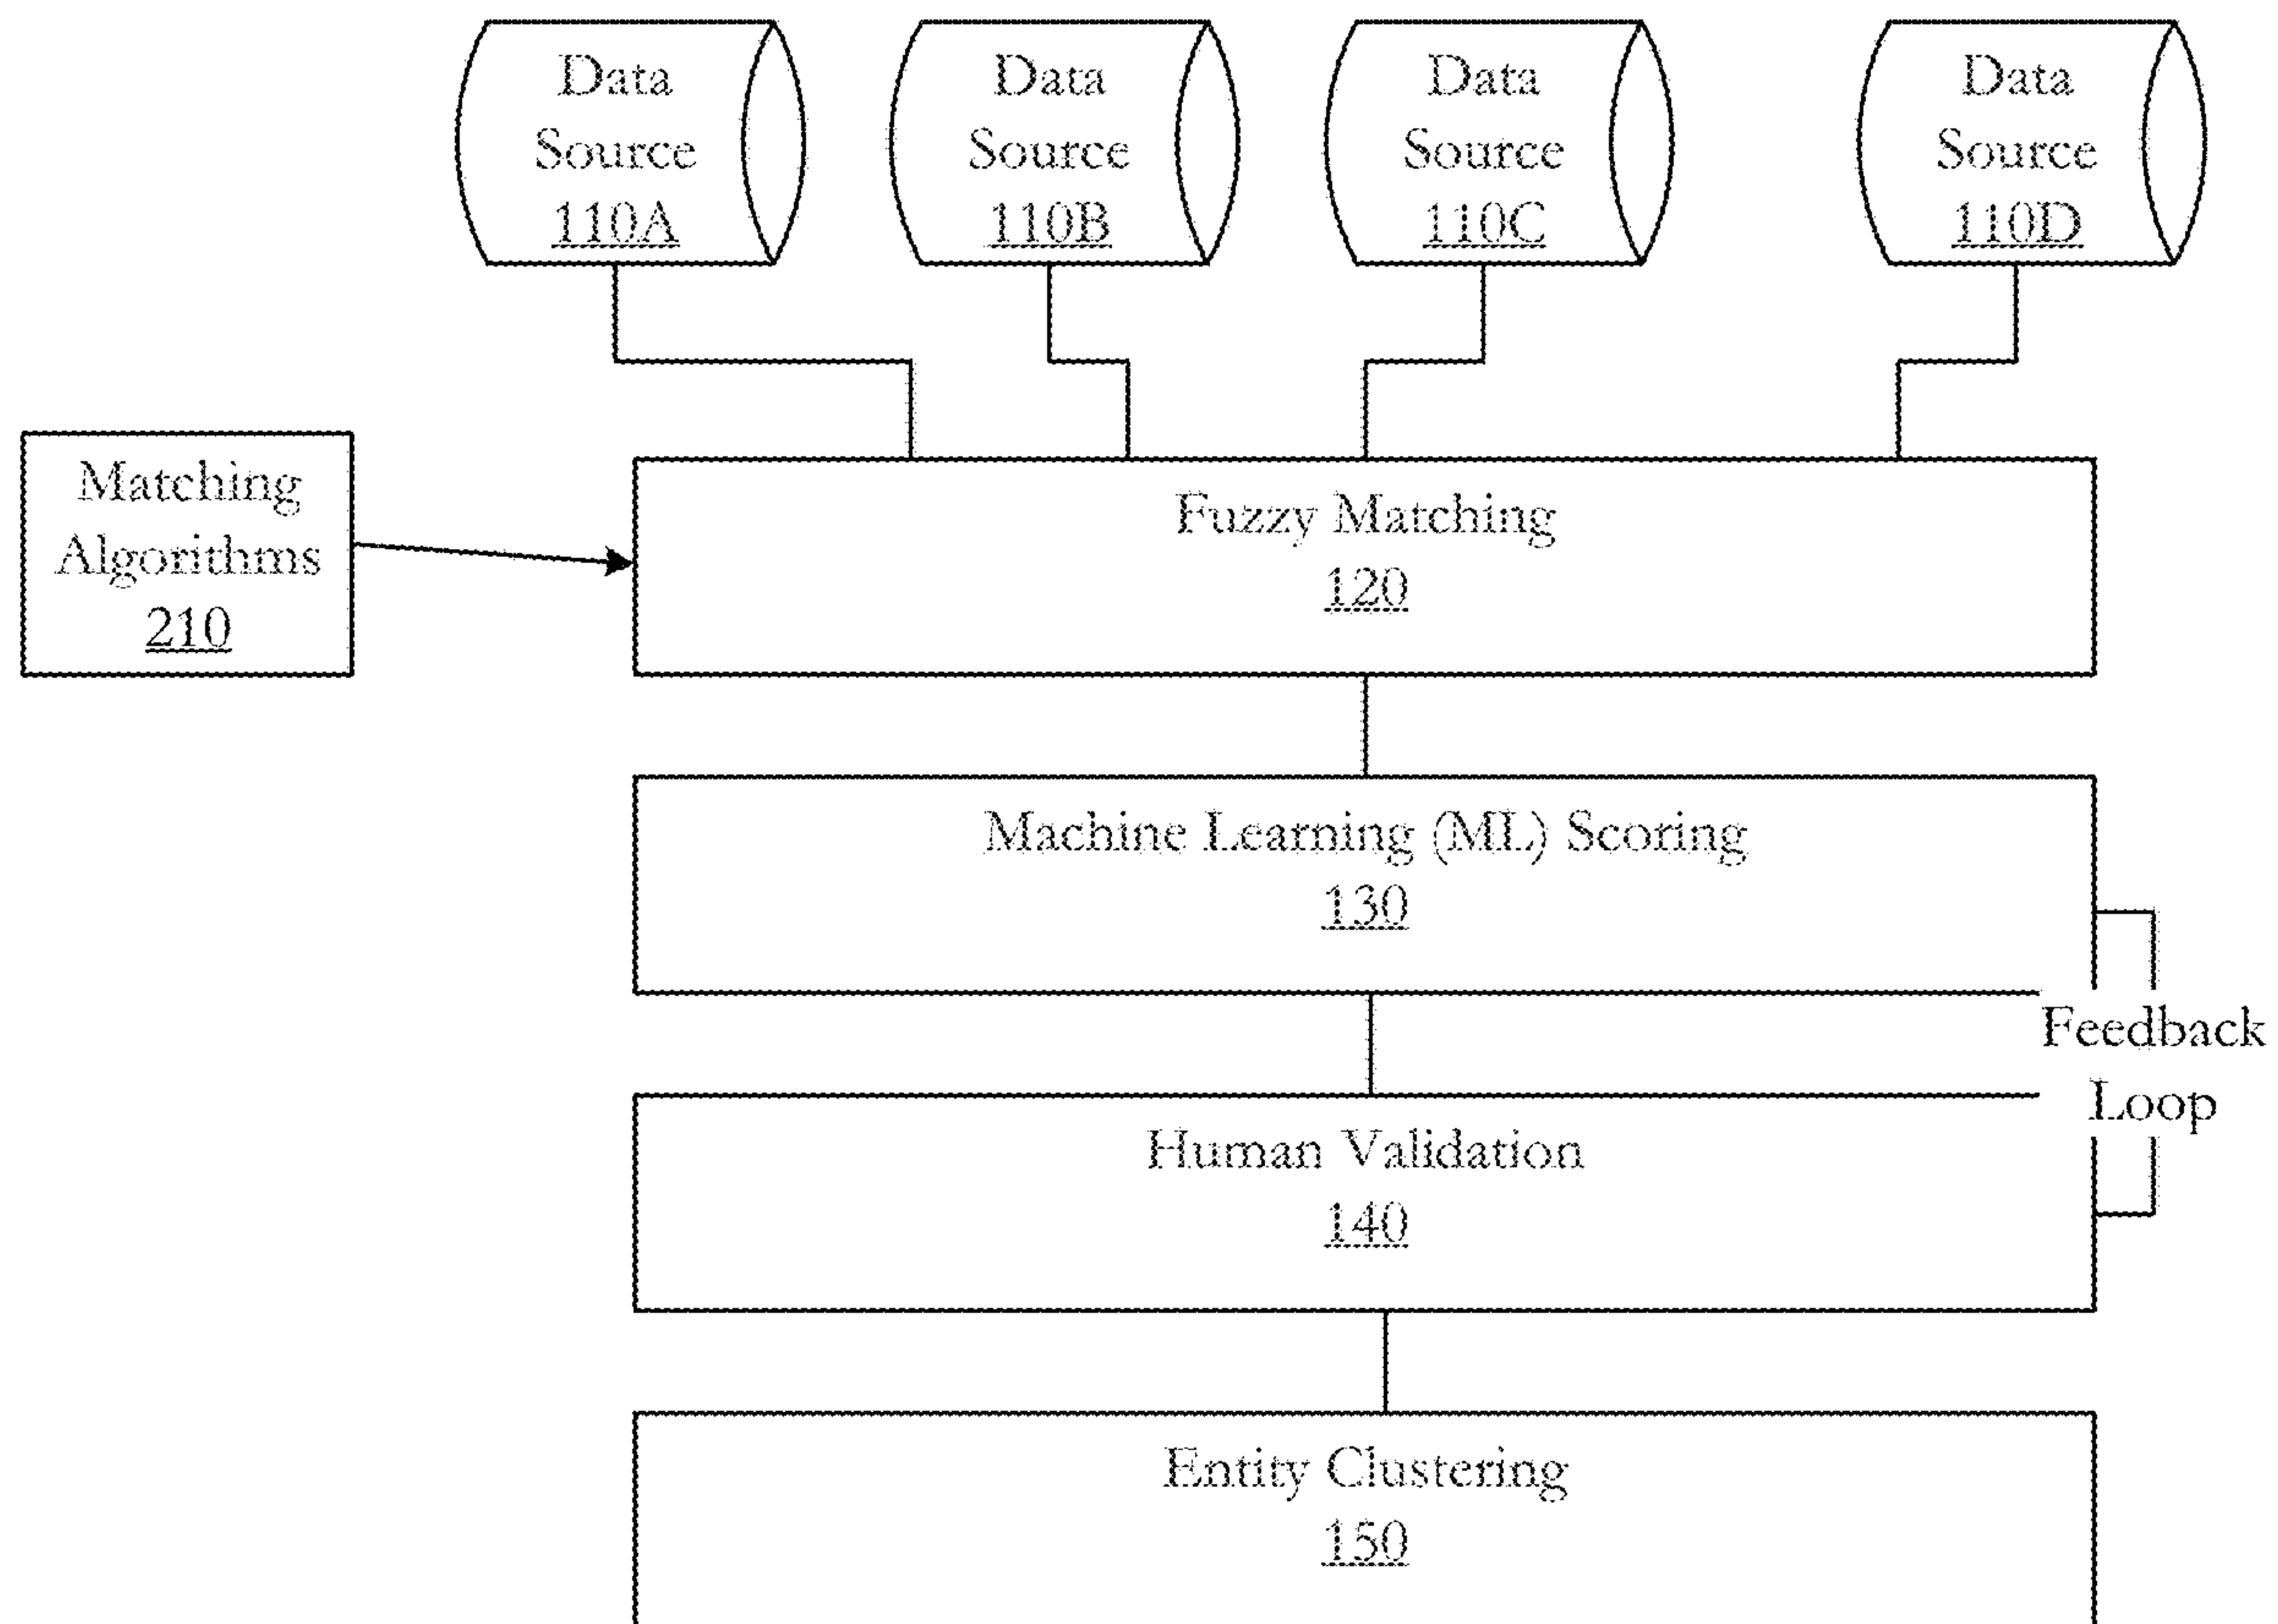 Data
Source
110A
Data
Source
110B
Data
Source
110C
Data
Source
110D
Matching
Algorithms
210
Fuzzy Matching
120
Machine Learning (ML) Scoring
130
Feedback
Loop
Human Validation
140
Entity Clustering
150